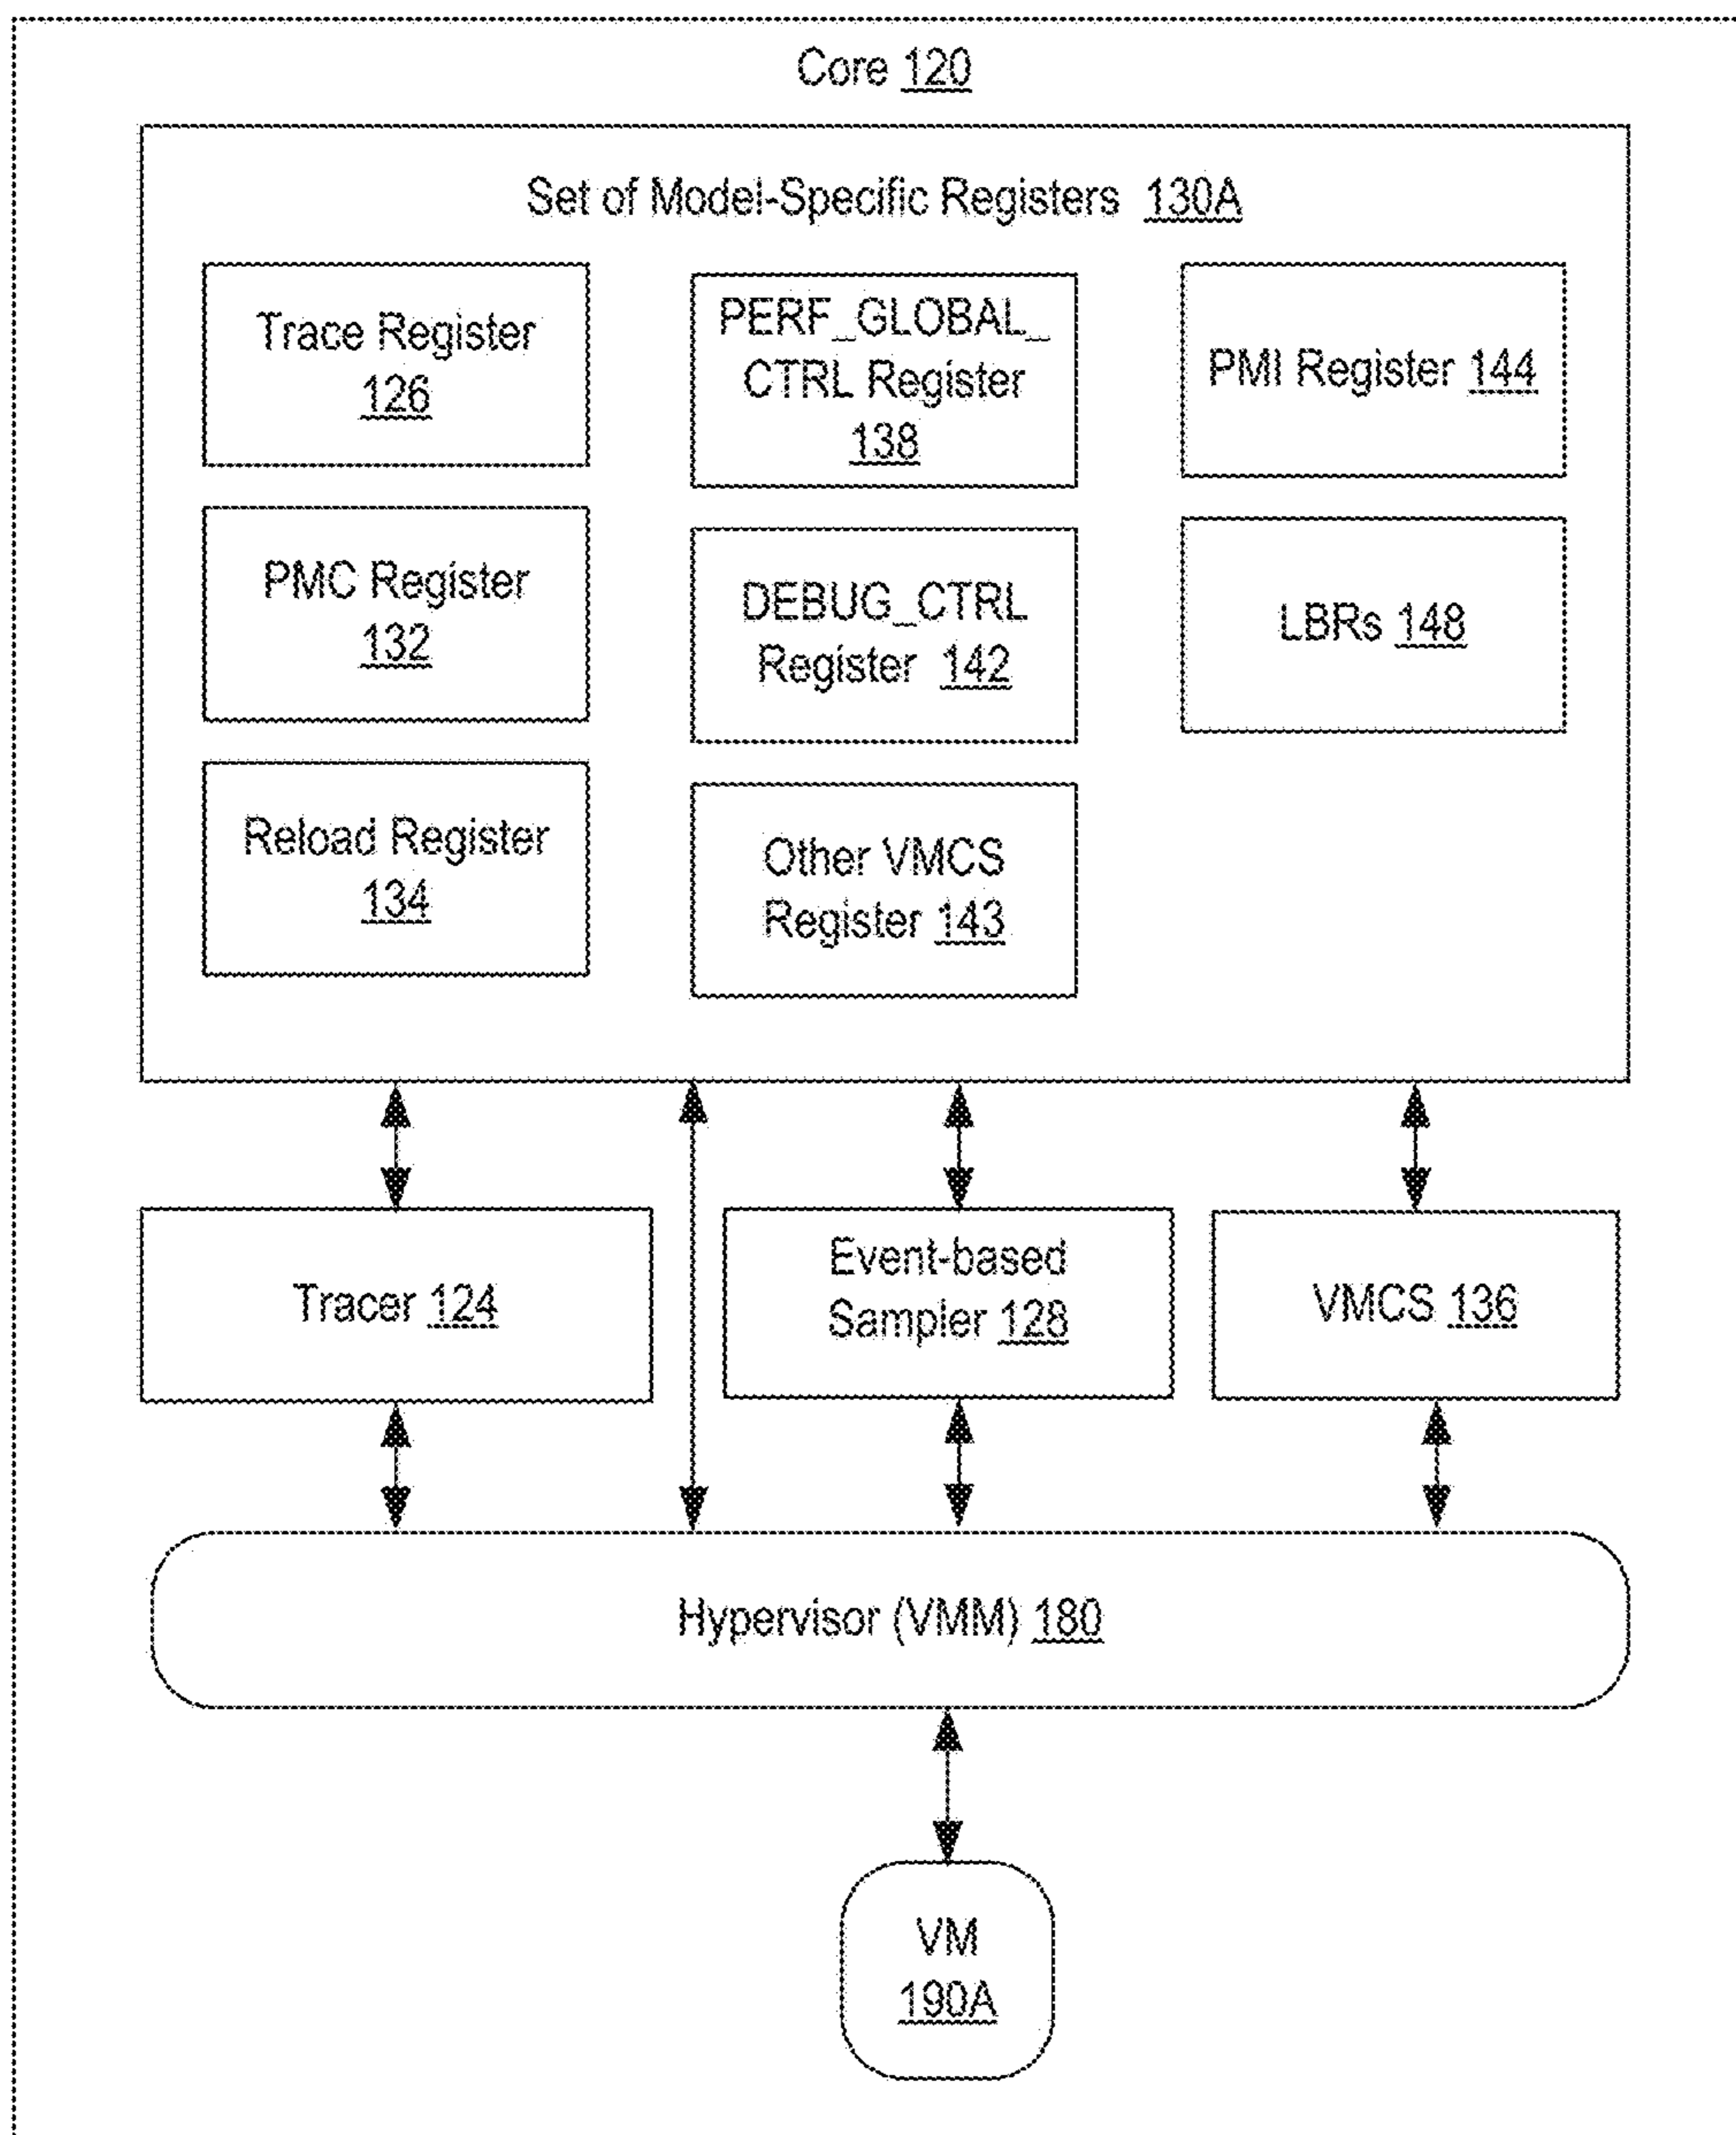 Core 120
Set of Model-Specific Registers 130A
Trace Register
126
PERF_GLOBAL_
CTRL Register
138
PMI Register 144
PMC Register
132
DEBUG_CTRL
Register 142
LBRs 148
Reload Register
134
Other VMCS
Register 143
Tracer 124
Event-based
Sampler 128
VMCS 136
Hypervisor (VMM) 180
VM
190A